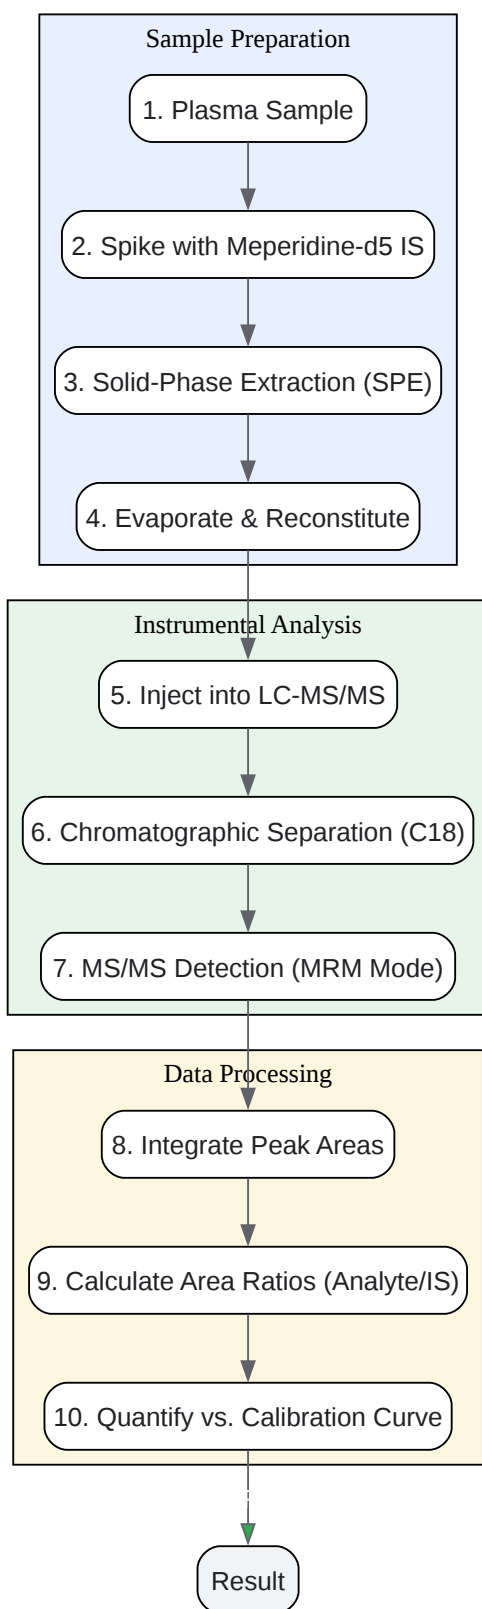 Sample Preparation
1. Plasma Sample
2. Spike with Meperidine-d5 IS
3. Solid-Phase Extraction (SPE)
4. Evaporate & Reconstitute
Instrumental Analysis
5. Inject into LC-MS/MS
6. Chromatographic Separation (C18)
7. MS/MS Detection (MRM Mode)
Data Processing
8. Integrate Peak Areas
9. Calculate Area Ratios (Analyte/IS)
10. Quantify vs. Calibration Curve
Result